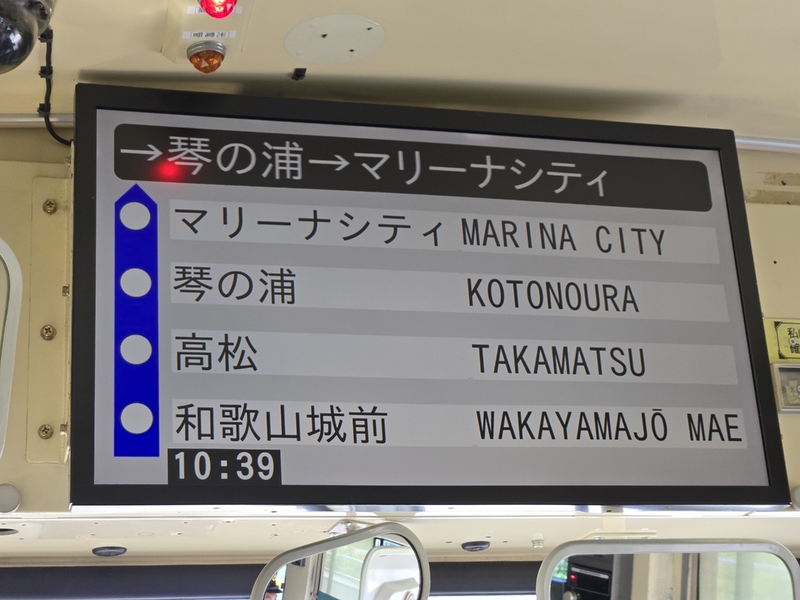 →琴の浦→マリーナシティ
マリーナシティ MARINA CITY
琴の浦 KOTONOURA
高松 TAKAMATSU
和歌山城前 WAKAYAMAJŌ MAE
10:39